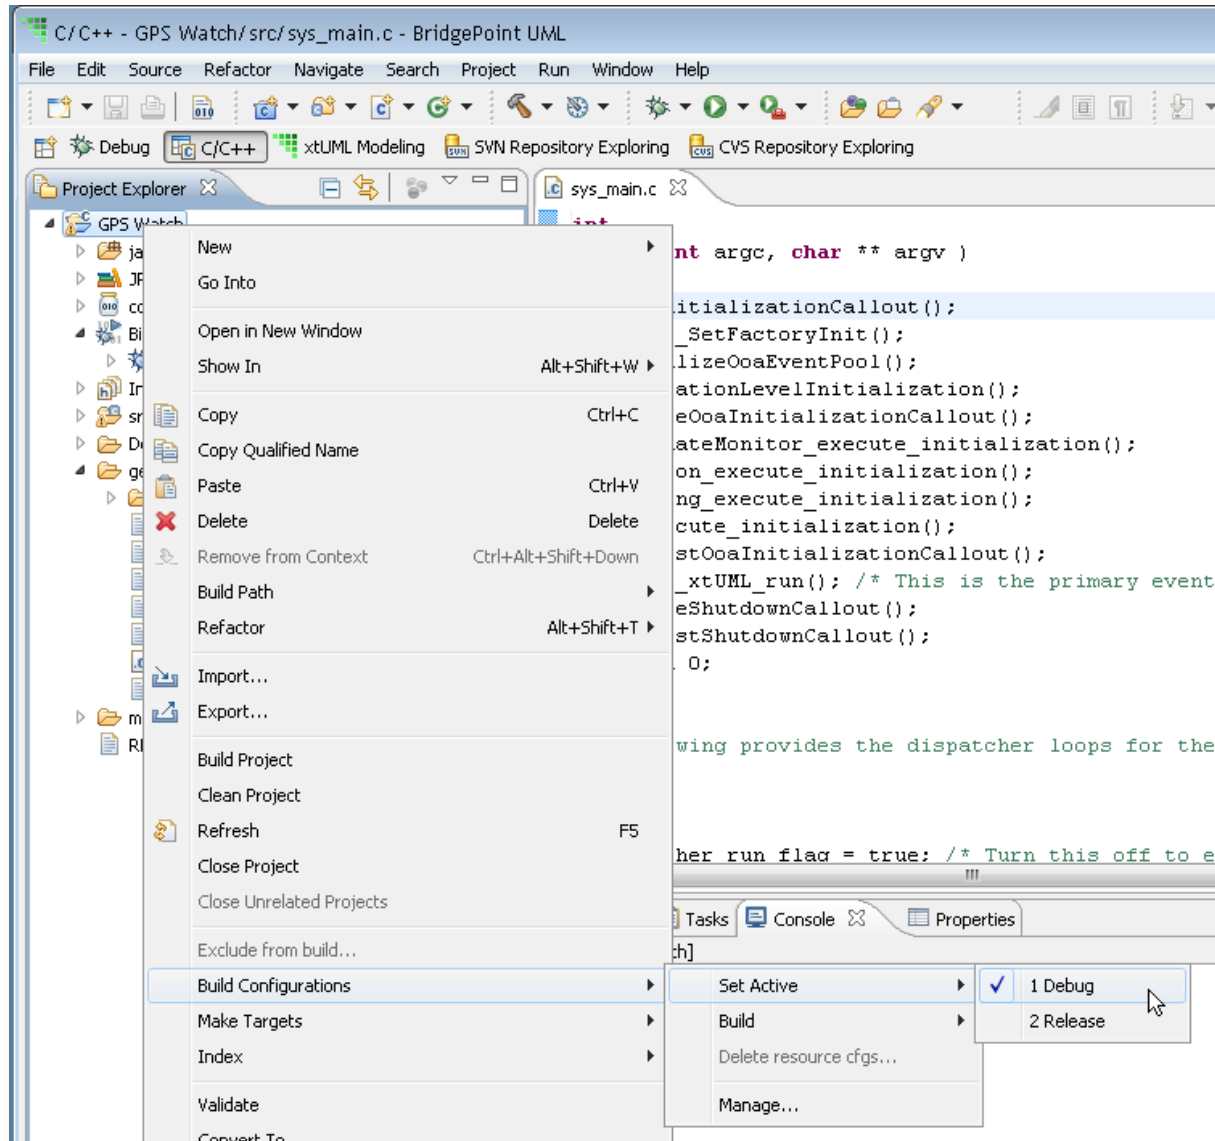 C/C++ - GPS Watch/src/sys_main.c - BridgePoint UML
File Edit Source Refactor Navigate Search Project Run Window Help
Debug C/C++ xtUML Modeling SVN Repository Exploring CVS Repository Exploring
Project Explorer
sys_main.c
GPS Watch
int
nt argc, char ** argv )
itializationCallout();
_SetFactoryInit();
lizeOoaEventPool();
ationLevelInitialization();
eOoaInitializationCallout();
ateMonitor_execute_initialization();
on_execute_initialization();
ng_execute_initialization();
cute_initialization();
stOoaInitializationCallout();
_xtUML_run(); /* This is the primary event
eShutdownCallout();
stShutdownCallout();
0;
wing provides the dispatcher loops for the
her_run_flag = true; /* Turn this off to e
New
Go Into
Open in New Window
Show In Alt+Shift+W
Copy Ctrl+C
Copy Qualified Name
Paste Ctrl+V
Delete Delete
Remove from Context Ctrl+Alt+Shift+Down
Build Path
Refactor Alt+Shift+T
Import...
Export...
Build Project
Clean Project
Refresh F5
Close Project
Close Unrelated Projects
Exclude from build...
Build Configurations
Make Targets
Index
Validate
Convert To
Tasks Console Properties
ch]
Set Active
Build
Delete resource cfgs...
Manage...
1 Debug
2 Release